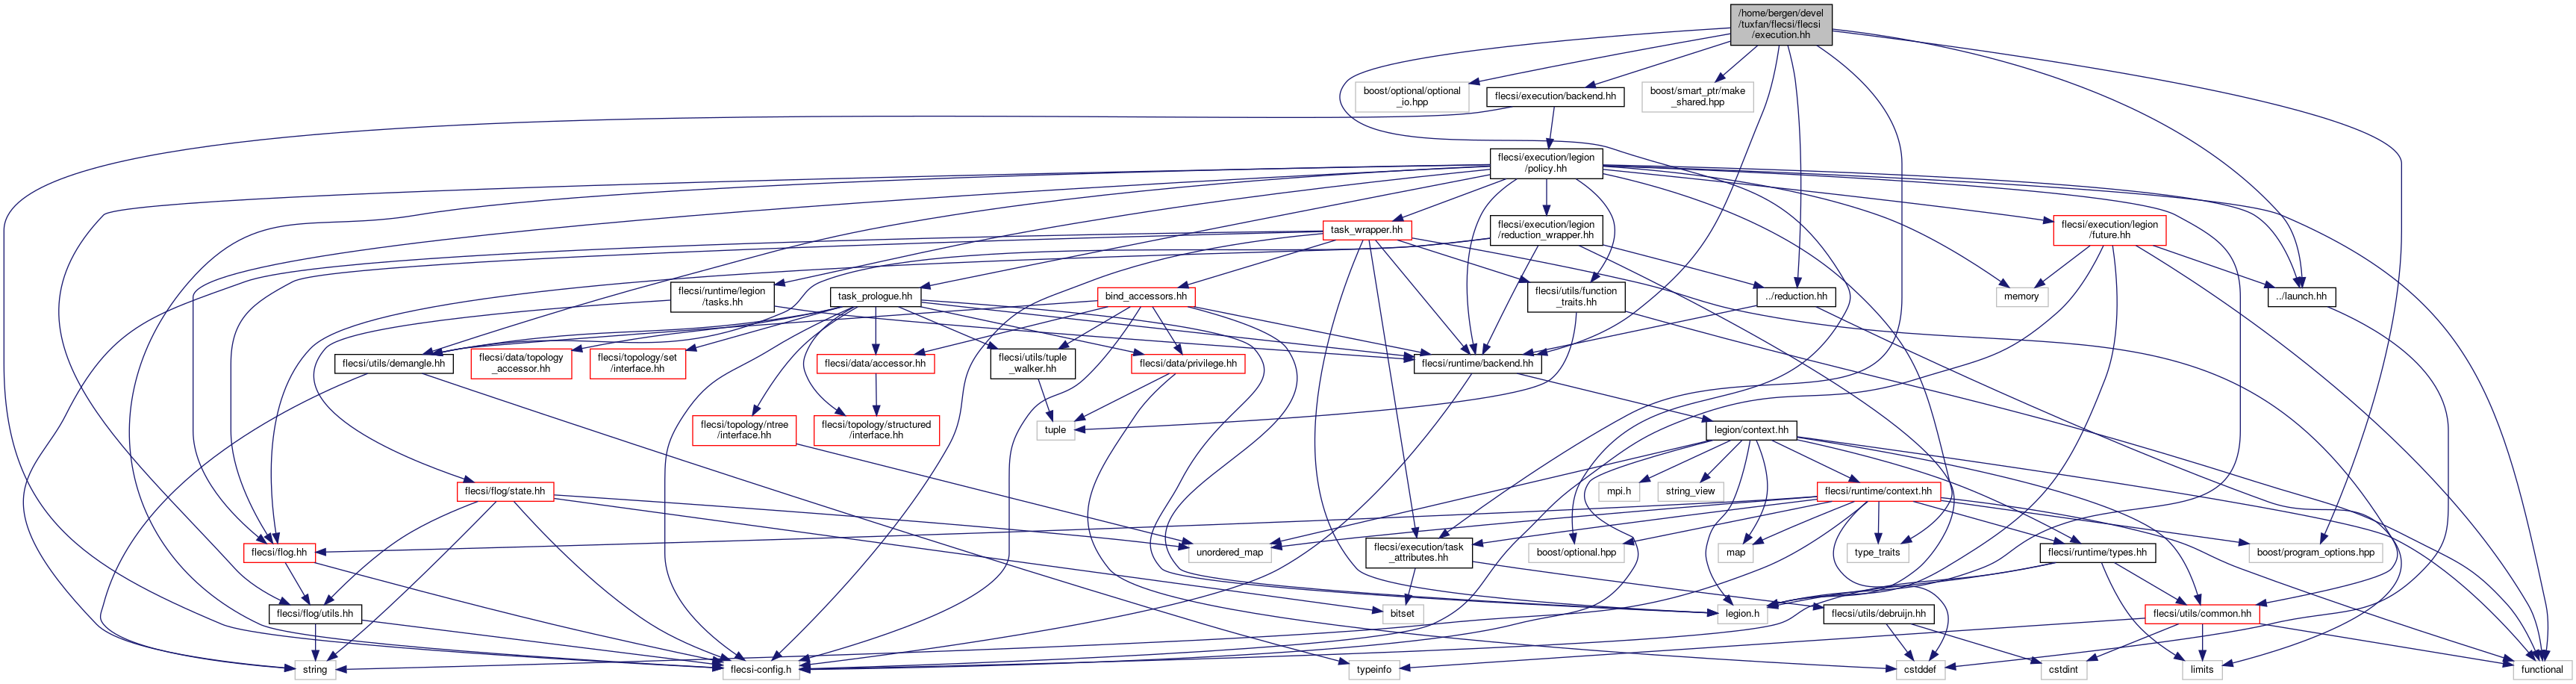 /home/bergen/devel
/tuxfan/flecsi/flecsi
/execution.hh
boost/optional/optional
_io.hpp
flecsi/execution/backend.hh
boost/smart_ptr/make
_shared.hpp
flecsi/execution/legion
/policy.hh
task_wrapper.hh
flecsi/execution/legion
/reduction_wrapper.hh
flecsi/execution/legion
/future.hh
flecsi/runtime/legion
/tasks.hh
task_prologue.hh
bind_accessors.hh
flecsi/utils/function
_traits.hh
../reduction.hh
memory
../launch.hh
flecsi/utils/demangle.hh
flecsi/data/topology
_accessor.hh
flecsi/topology/set
/interface.hh
flecsi/data/accessor.hh
flecsi/utils/tuple
_walker.hh
flecsi/data/privilege.hh
flecsi/runtime/backend.hh
flecsi/topology/ntree
/interface.hh
flecsi/topology/structured
/interface.hh
tuple
legion/context.hh
flecsi/flog/state.hh
mpi.h
string_view
flecsi/runtime/context.hh
flecsi/flog.hh
unordered_map
flecsi/execution/task
_attributes.hh
boost/optional.hpp
map
type_traits
flecsi/runtime/types.hh
boost/program_options.hpp
flecsi/flog/utils.hh
bitset
legion.h
flecsi/utils/debruijn.hh
flecsi/utils/common.hh
string
flecsi-config.h
typeinfo
cstddef
cstdint
limits
functional